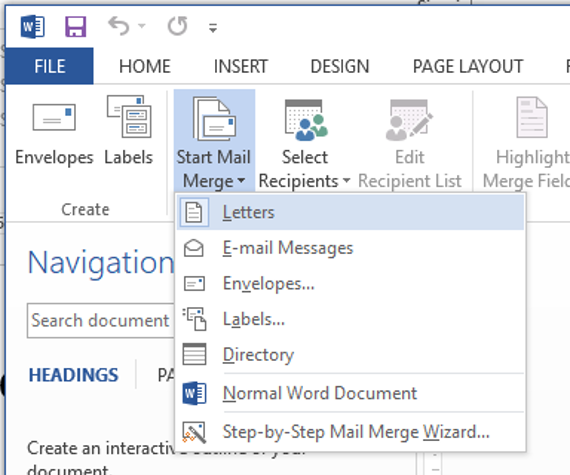 FILE HOME INSERT DESIGN PAGE LAYOUT
Envelopes Labels Start Mail Merge Select Recipients Edit Recipient List Highlight
Merge
Create
Letters
E-mail Messages
Envelopes...
Labels...
Directory
Normal Word Document
Step-by-Step Mail Merge Wizard...
Navigation
Search document
HEADINGS
Create an interactive outline of your
document